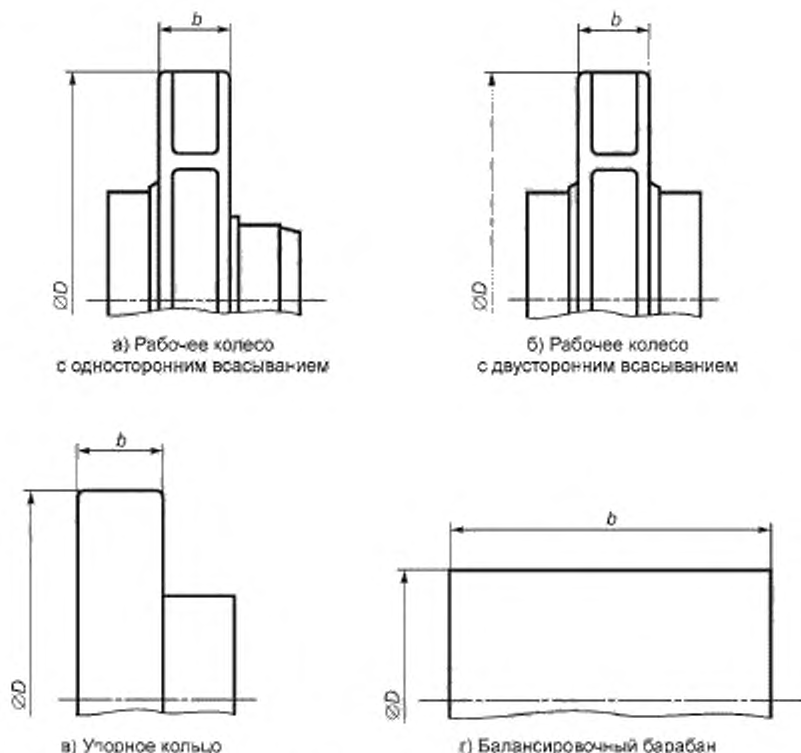 b
b
ØD
ØD
а) Рабочее колесо
с односторонним всасыванием
б) Рабочее колесо
с двусторонним всасыванием
b
b
ØD
ØD
в) Упорное кольцо
г) Балансировочный барабан